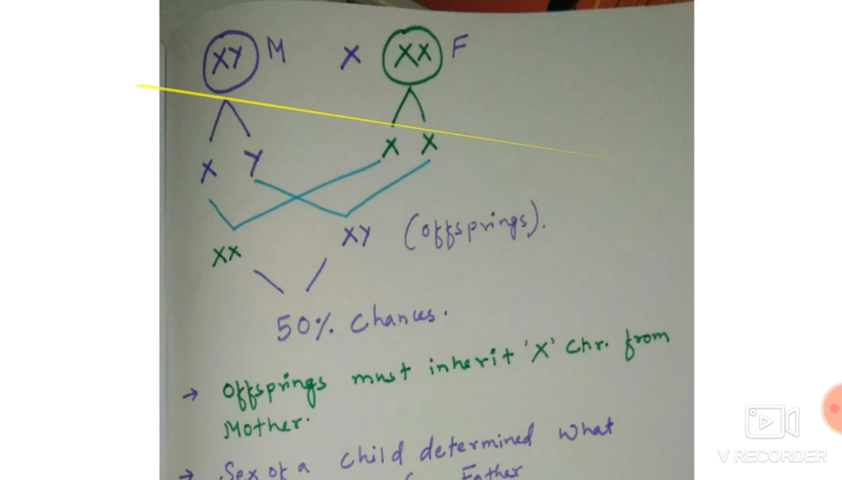 XY M X XX F
X Y X X
XX XY (Offsprings).
50% Chances.
→ Offsprings must inherit 'X' Chr. from
Mother.
→ Sex of a child determined what
Father
V RECORDER